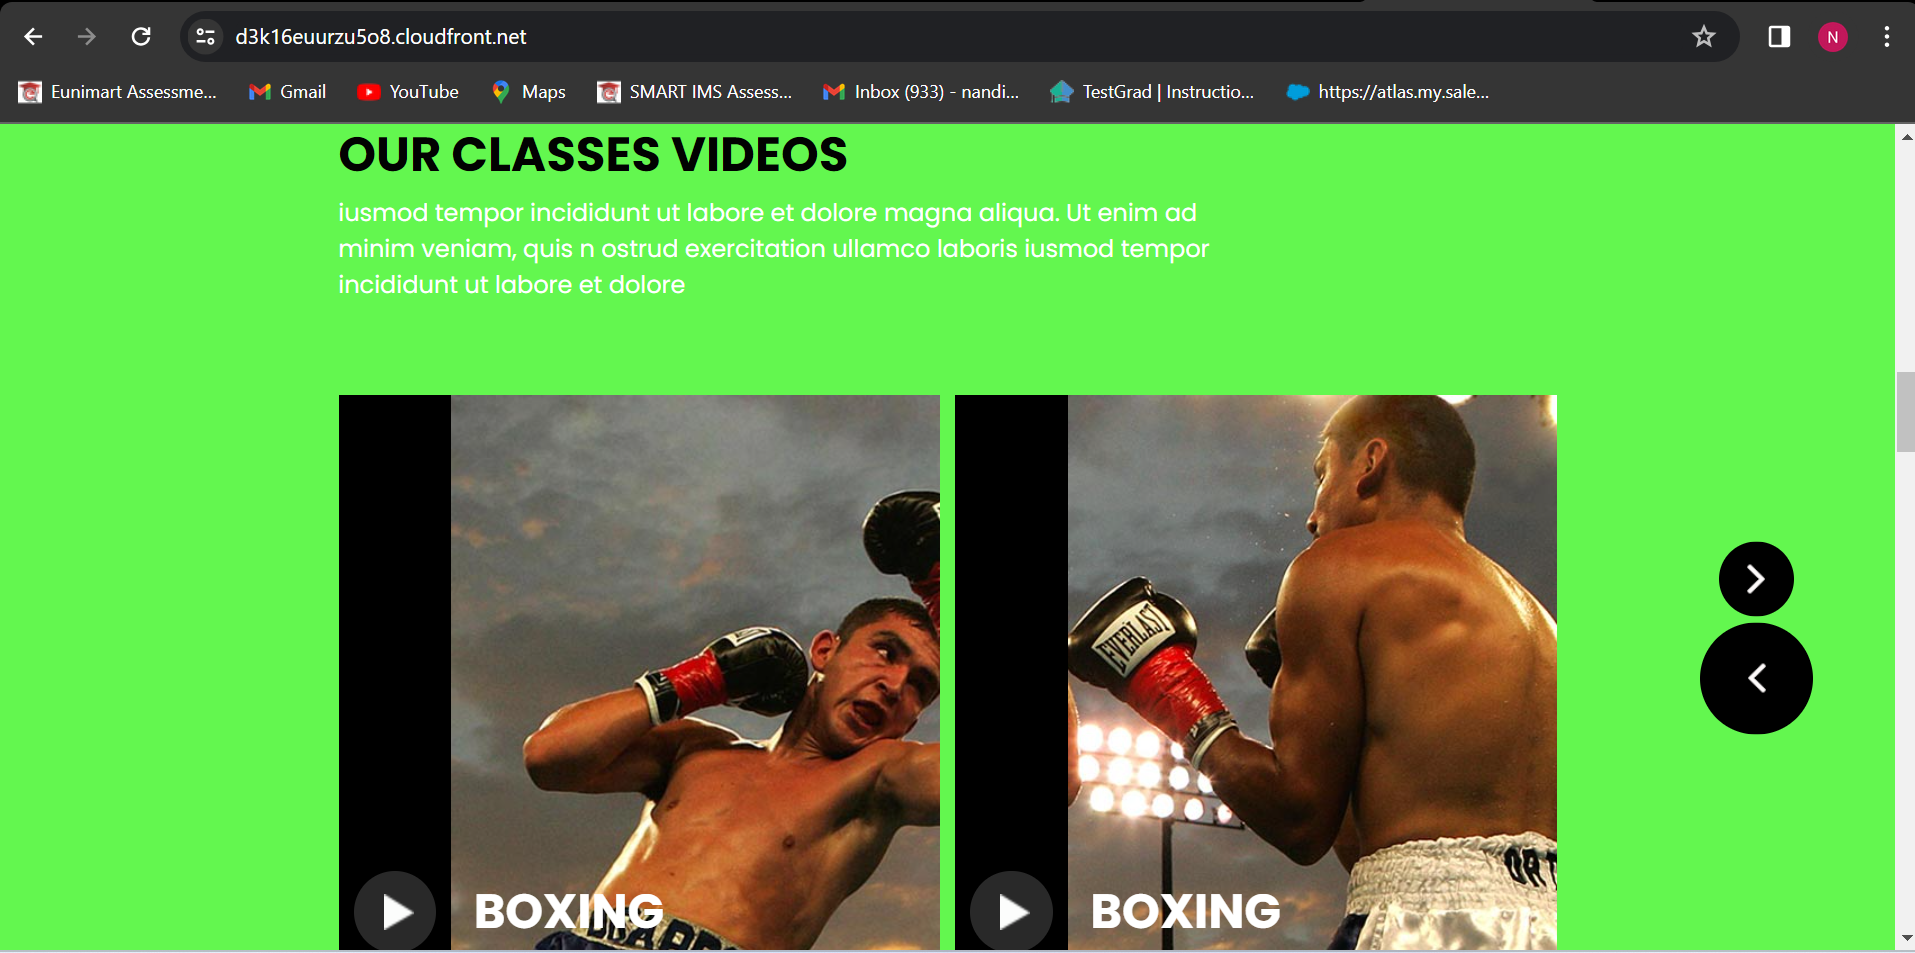 d3k16euurzu5o8.cloudfront.net
N
Eunimart Assessme... Gmail YouTube Maps SMART IMS Assess... Inbox (933) - nandi... TestGrad | Instructio... https://atlas.my.sale...
OUR CLASSES VIDEOS
iusmod tempor incididunt ut labore et dolore magna aliqua. Ut enim ad
minim veniam, quis n ostrud exercitation ullamco laboris iusmod tempor
incididunt ut labore et dolore
EVERLAST
BOXING
BOXING